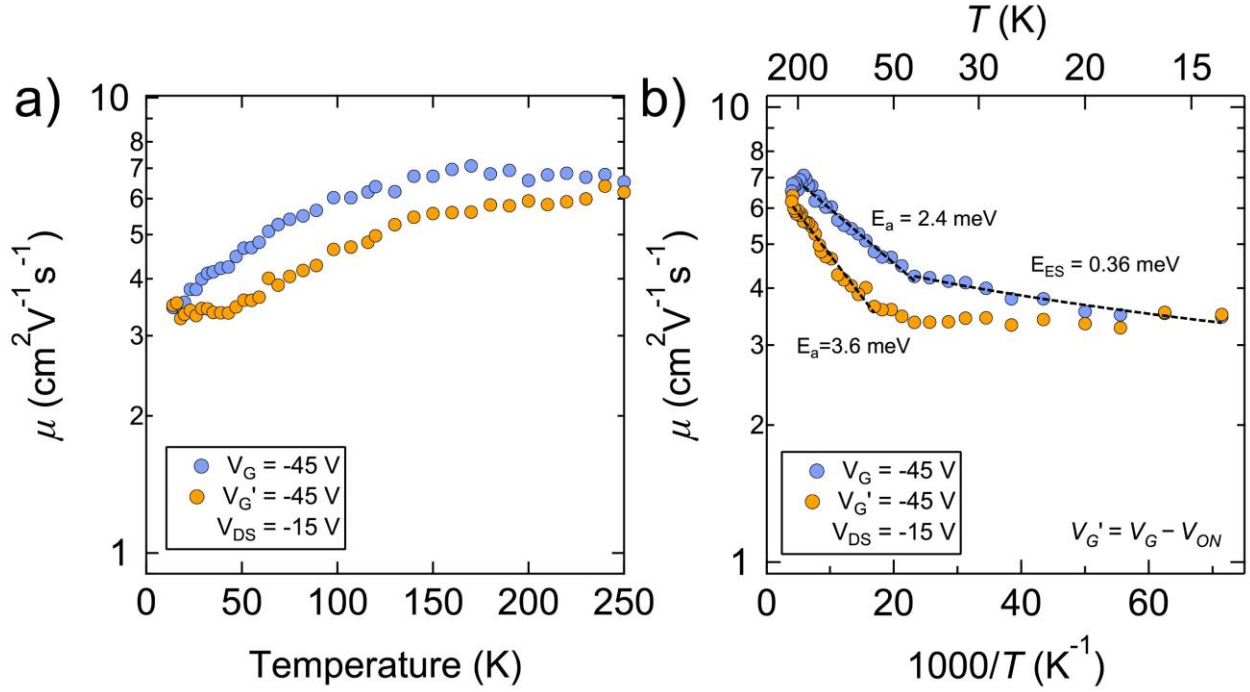 a)
10
8
7
6
5
4
3
2
1
μ (cm²V⁻¹s⁻¹)
V_G = -45 V
V_G' = -45 V
V_DS = -15 V
0 50 100 150 200 250
Temperature (K)
b)
T (K)
200 50 30 20 15
10
8
7
6
5
4
3
2
1
μ (cm²V⁻¹s⁻¹)
E_a = 2.4 meV
E_ES = 0.36 meV
E_a=3.6 meV
V_G = -45 V
V_G' = -45 V
V_DS = -15 V
V_G' = V_G − V_ON
0 20 40 60
1000/T (K⁻¹)